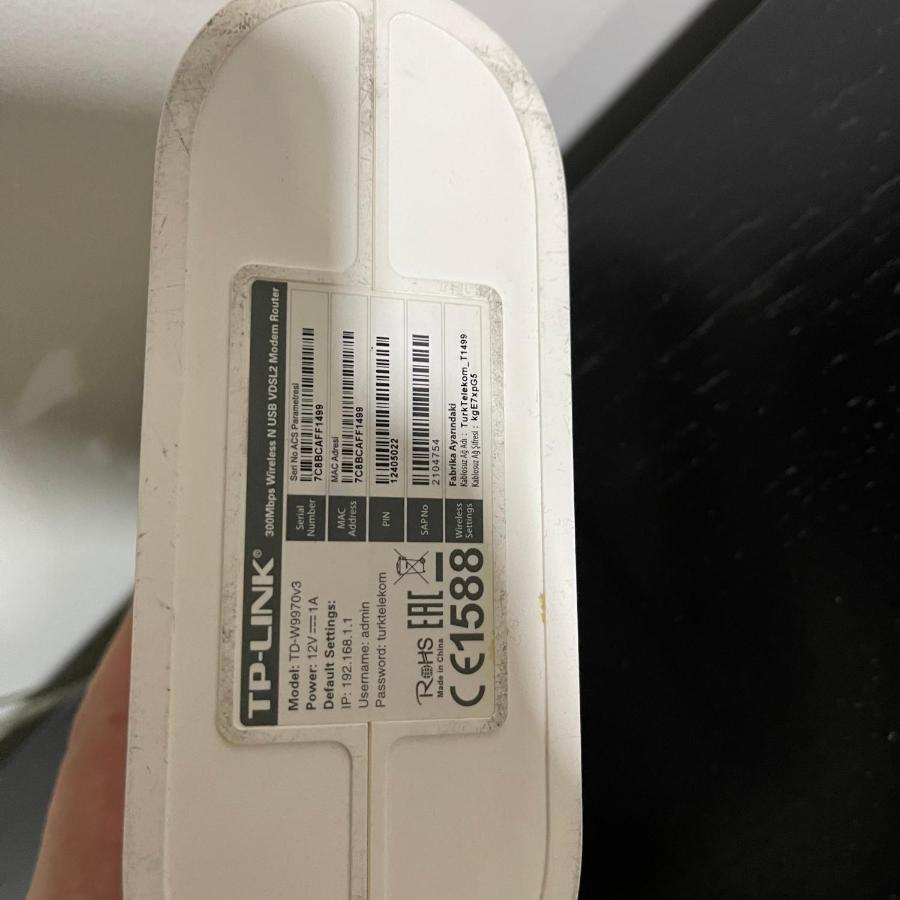 TP-LINK®
300Mbps Wireless N USB VDSL2 Modem Router
Model: TD-W9970v3
Power: 12V⎓1A
Default Settings:
IP: 192.168.1.1
Username: admin
Password: turktelekom
RoHS
Made in China
EAC
CE1588
Serial Number
Seri No ACS Parametresi
7C8BCAFF1499
MAC Address
MAC Adresi
7C8BCAFF1499
PIN
12405022
SAP No
2104754
Wireless Settings
Fabrika Ayarındaki
Kablosuz Ağ Adı : TurkTelekom_T1499
Kablosuz Ağ Şifresi : kgE7xpG5